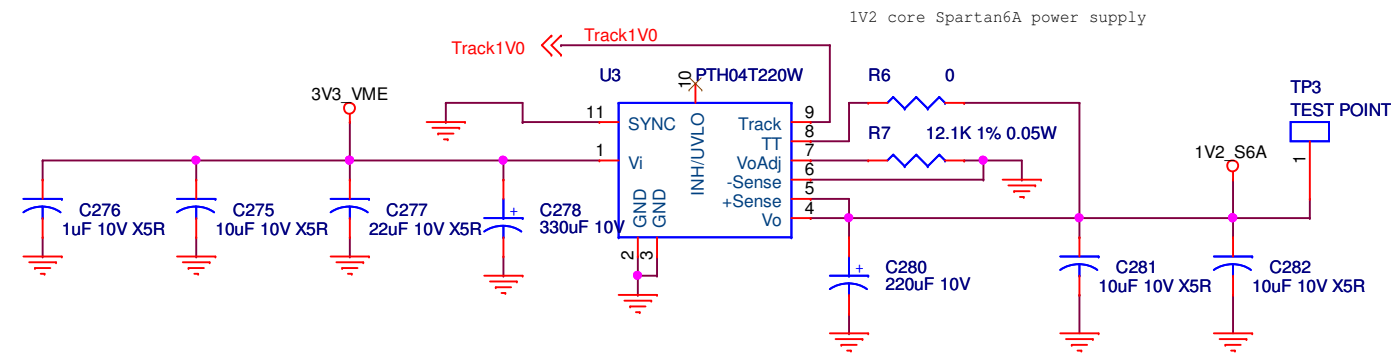 1V2 core Spartan6A power supply
Track1V0
Track1V0
U3
10
PTH04T220W
R6
0
TP3
TEST POINT
3V3_VME
11
SYNC
INH/UVLO
Track
9
TT
8
R7
12.1K 1% 0.05W
1
Vi
VoAdj
7
-Sense
6
+Sense
5
Vo
4
1V2_S6A
1
GND
GND
2
3
C276
1uF 10V X5R
C275
10uF 10V X5R
C277
22uF 10V X5R
+
C278
330uF 10V
+
C280
220uF 10V
C281
10uF 10V X5R
C282
10uF 10V X5R